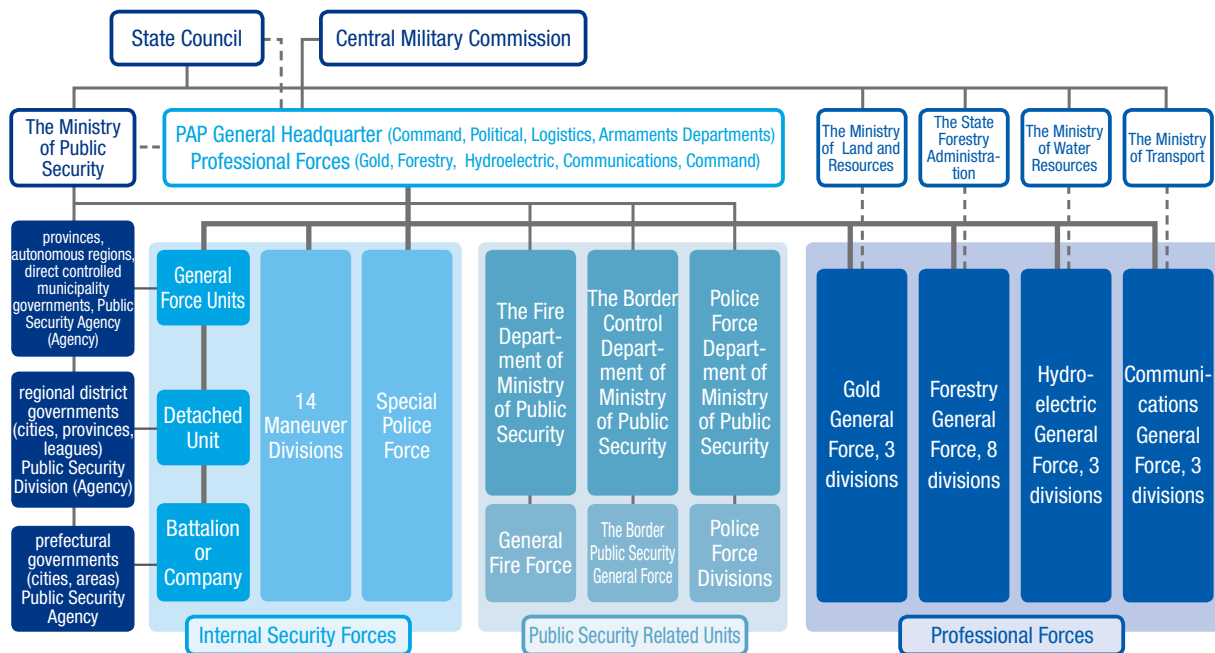 State Council
Central Military Commission
The Ministry
of Public
Security
PAP General Headquarter (Command, Political, Logistics, Armaments Departments)
Professional Forces (Gold, Forestry, Hydroelectric, Communications, Command)
The Ministry
of Land and
Resources
The State
Forestry
Administra-
tion
The Ministry
of Water
Resources
The Ministry
of Transport
provinces,
autonomous regions,
direct controlled
municipality
governments, Public
Security Agency
(Agency)
regional district
governments
(cities, provinces,
leagues)
Public Security
Division (Agency)
prefectural
governments
(cities, areas)
Public Security
Agency
General
Force Units
Detached
Unit
Battalion
or
Company
14
Maneuver
Divisions
Special
Police
Force
Internal Security Forces
The Fire
Depart-
ment of
Ministry
of Public
Security
The Border
Control
Depart-
ment of
Ministry
of Public
Security
Police
Force
Depart-
ment of
Ministry
of Public
Security
General
Fire Force
The Border
Public Security
General Force
Police
Force
Divisions
Public Security Related Units
Gold
General
Force, 3
divisions
Forestry
General
Force, 8
divisions
Hydro-
electric
General
Force, 3
divisions
Communi-
cations
General
Force, 3
divisions
Professional Forces